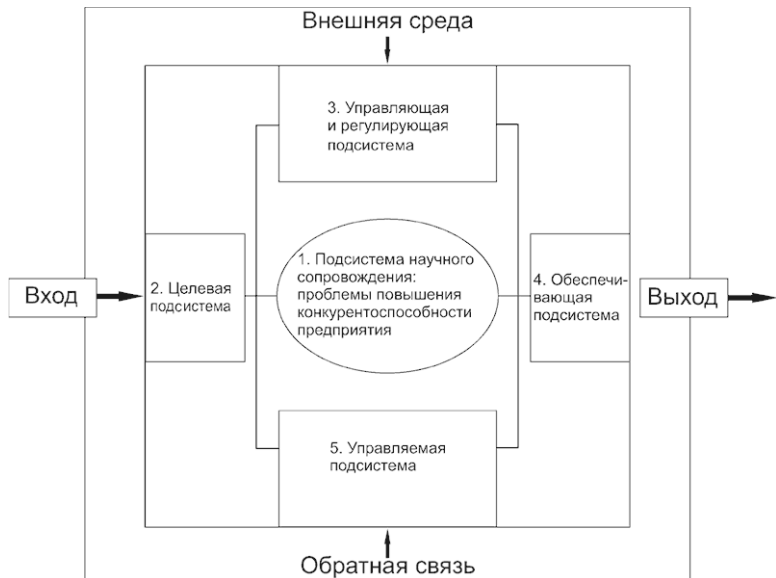 Внешняя среда
3. Управляющая
и регулирующая
подсистема
Вход
2. Целевая
подсистема
1. Подсистема научного
сопровождения:
проблемы повышения
конкурентоспособности
предприятия
4. Обеспечи-
вающая
подсистема
Выход
5. Управляемая
подсистема
Обратная связь